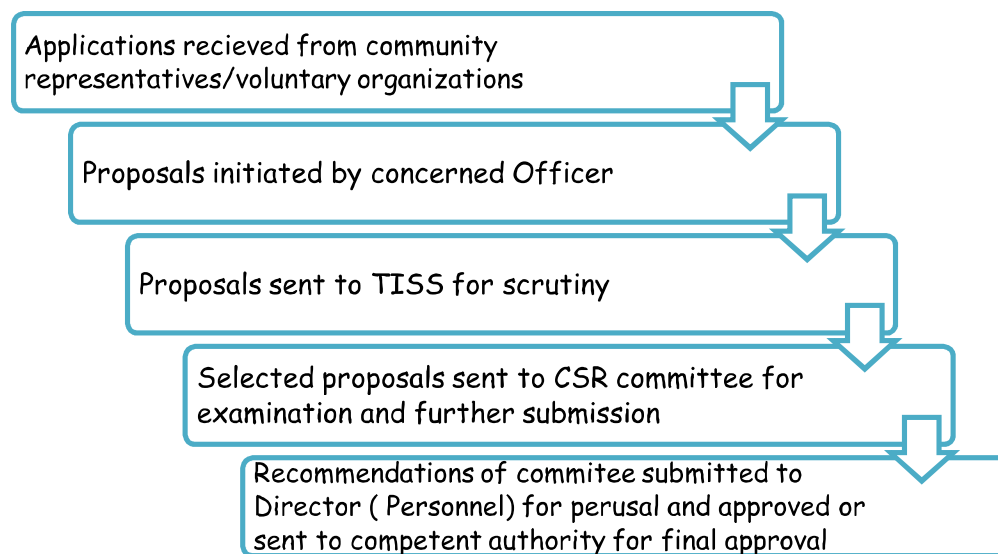 Applications recieved from community
representatives/voluntary organizations
Proposals initiated by concerned Officer
Proposals sent to TISS for scrutiny
Selected proposals sent to CSR committee for
examination and further submission
Recommendations of commitee submitted to
Director ( Personnel) for perusal and approved or
sent to competent authority for final approval